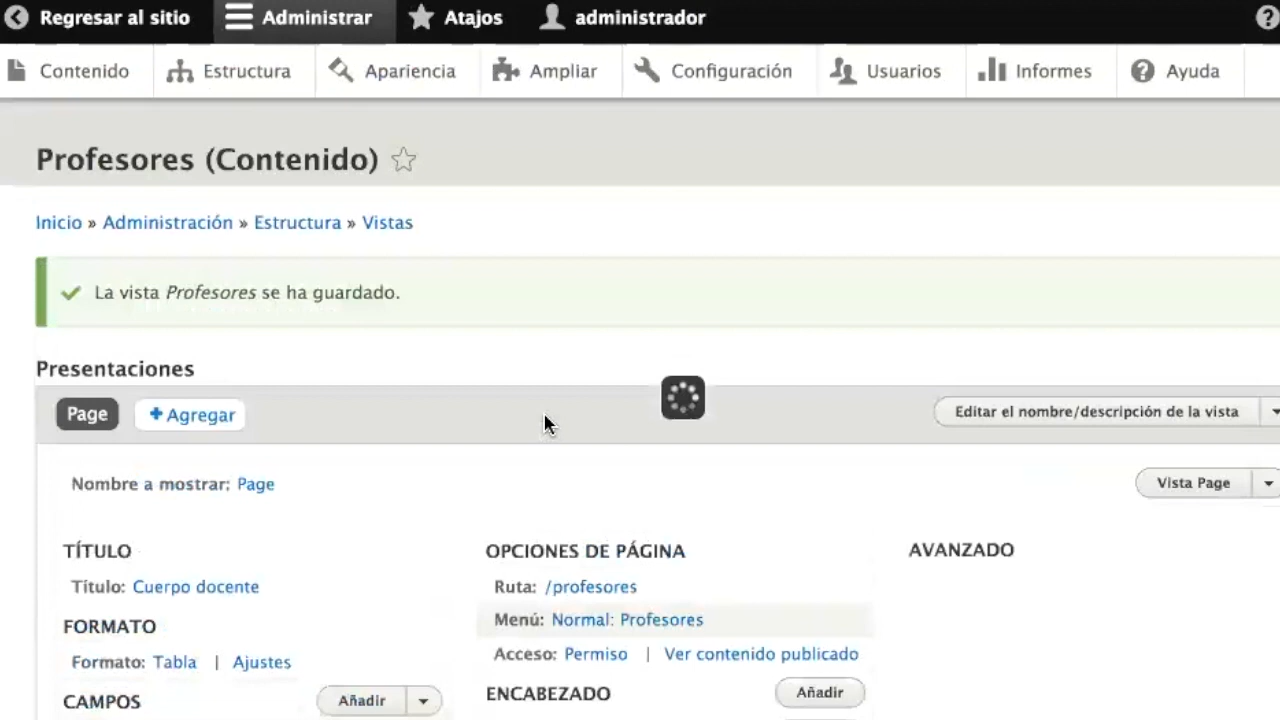 Regresar al sitio Administrar Atajos administrador
Contenido Estructura Apariencia Ampliar Configuración Usuarios Informes Ayuda
Profesores (Contenido)
Inicio » Administración » Estructura » Vistas
La vista Profesores se ha guardado.
Presentaciones
Page + Agregar Editar el nombre/descripción de la vista
Nombre a mostrar: Page Vista Page
TÍTULO OPCIONES DE PÁGINA AVANZADO
Título: Cuerpo docente Ruta: /profesores
FORMATO Menú: Normal: Profesores
Formato: Tabla | Ajustes Acceso: Permiso | Ver contenido publicado
CAMPOS Añadir ENCABEZADO Añadir